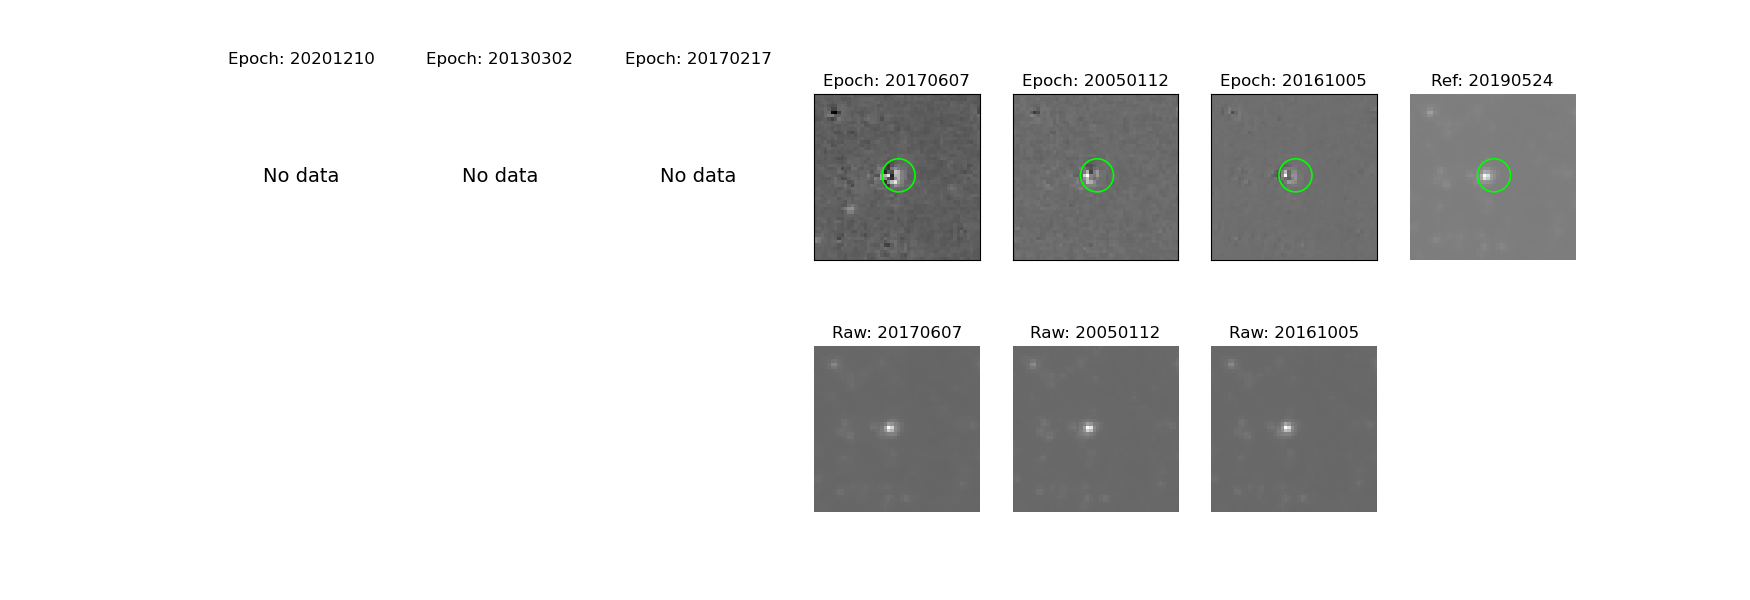 Epoch: 20201210
Epoch: 20130302
Epoch: 20170217
Epoch: 20170607
Epoch: 20050112
Epoch: 20161005
Ref: 20190524
No data
No data
No data
Raw: 20170607
Raw: 20050112
Raw: 20161005